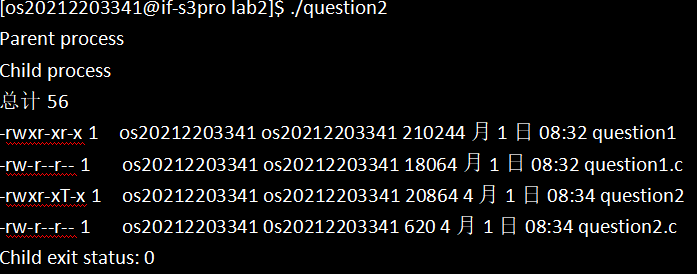 [os20212203341@if-s3pro lab2]$ ./question2
Parent process
Child process
总计 56
-rwxr-xr-x 1 os20212203341 os20212203341 210244 月 1 日 08:32 question1
-rw-r--r-- 1 os20212203341 os20212203341 18064 月 1 日 08:32 question1.c
-rwxr-xT-x 1 os20212203341 os20212203341 20864 4 月 1 日 08:34 question2
-rw-r--r-- 1 os20212203341 0s20212203341 620 4 月 1 日 08:34 question2.c
Child exit status: 0